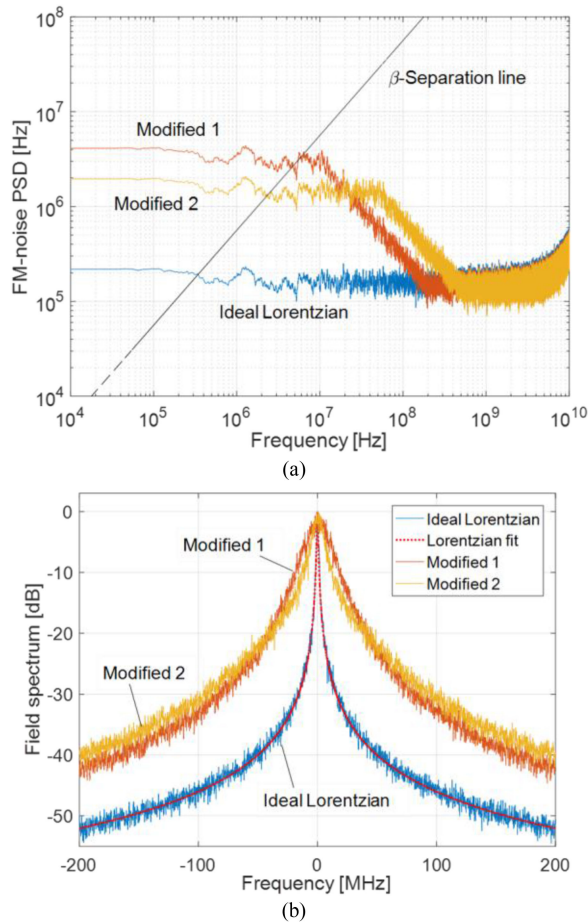 10^8
β-Separation line
10^7
Modified 1
FM-noise PSD [Hz]
10^6
Modified 2
10^5
Ideal Lorentzian
10^4
10^4 10^5 10^6 10^7 10^8 10^9 10^10
Frequency [Hz]
(a)
0
Ideal Lorentzian
Lorentzian fit
Modified 1
Modified 2
Modified 1
-10
-20
Field spectrum [dB]
Modified 2
-30
-40
Ideal Lorentzian
-50
-200 -100 0 100 200
Frequency [MHz]
(b)